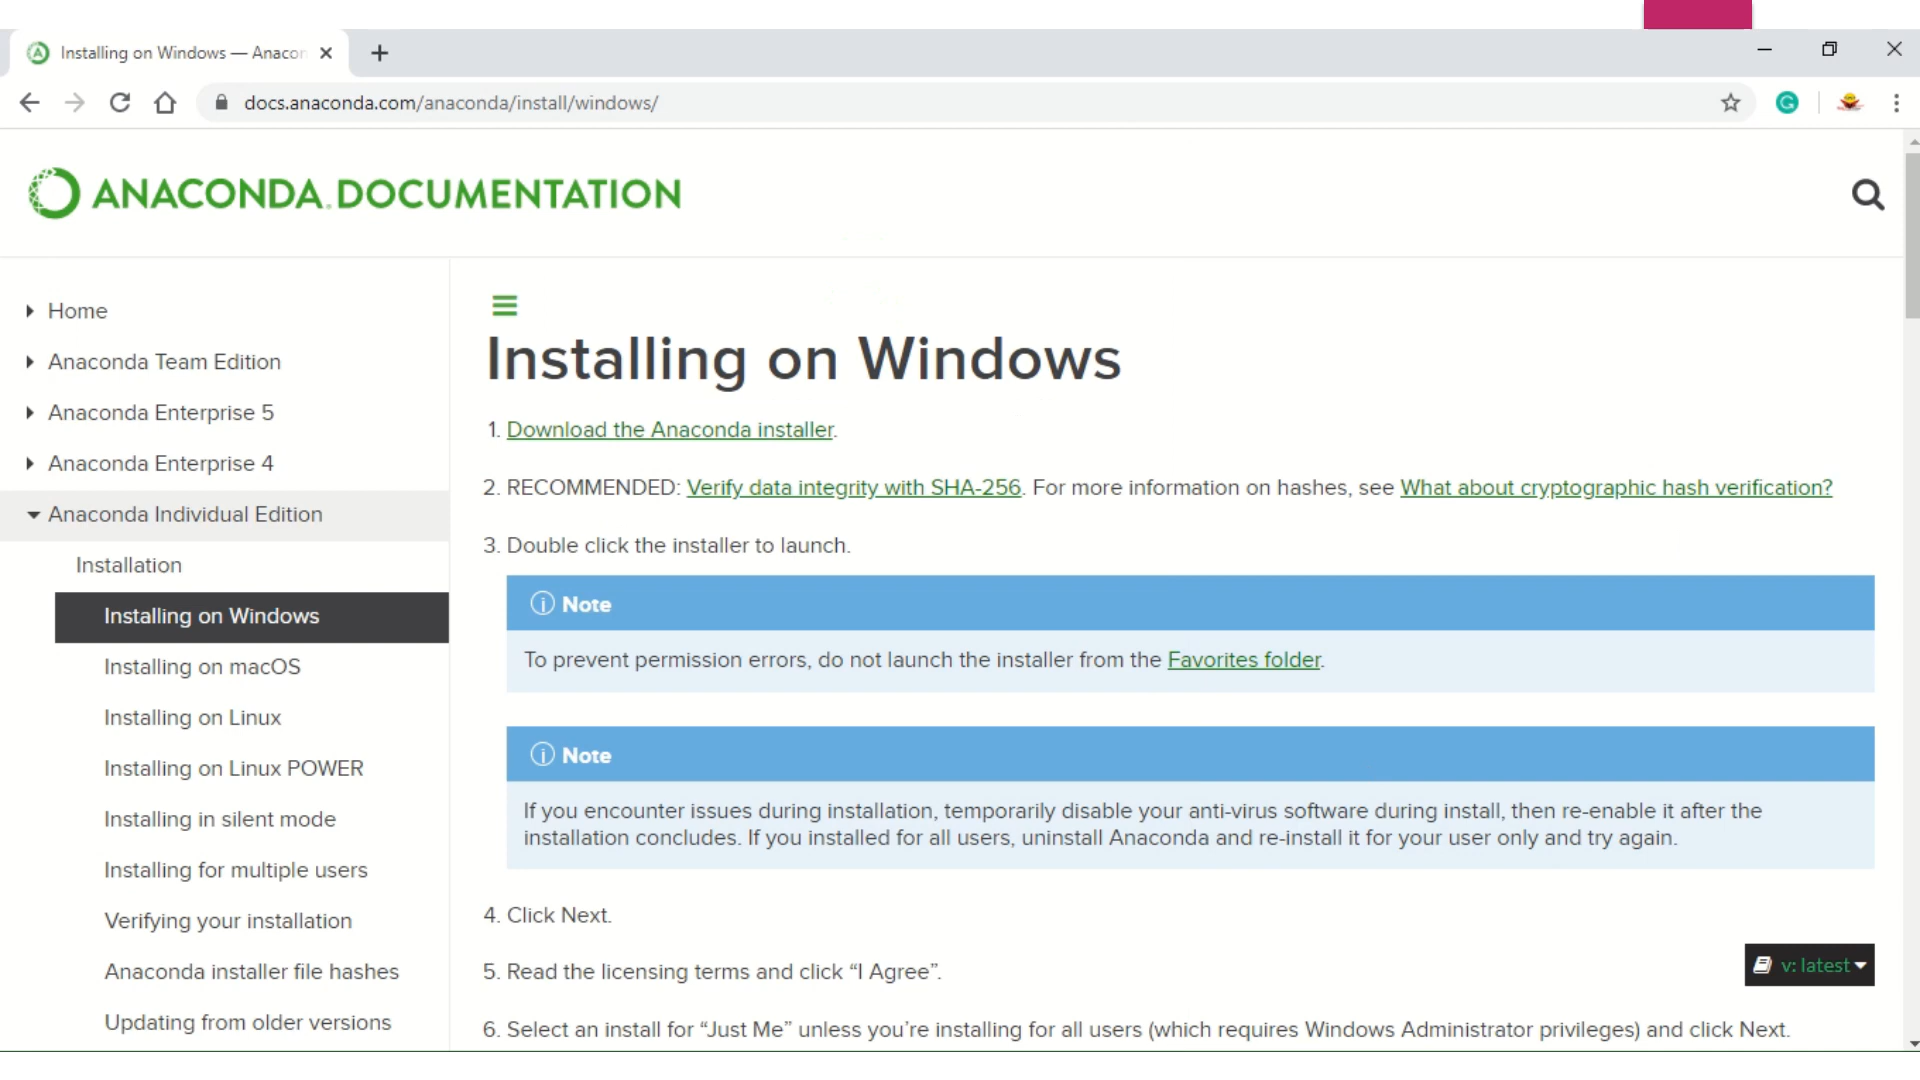 Installing on Windows — Anacon
docs.anaconda.com/anaconda/install/windows/
ANACONDA.DOCUMENTATION
Home
Anaconda Team Edition
Anaconda Enterprise 5
Anaconda Enterprise 4
Anaconda Individual Edition
Installation
Installing on Windows
Installing on macOS
Installing on Linux
Installing on Linux POWER
Installing in silent mode
Installing for multiple users
Verifying your installation
Anaconda installer file hashes
Updating from older versions
Installing on Windows
1. Download the Anaconda installer.
2. RECOMMENDED: Verify data integrity with SHA-256. For more information on hashes, see What about cryptographic hash verification?
3. Double click the installer to launch.
Note
To prevent permission errors, do not launch the installer from the Favorites folder.
Note
If you encounter issues during installation, temporarily disable your anti-virus software during install, then re-enable it after the
installation concludes. If you installed for all users, uninstall Anaconda and re-install it for your user only and try again.
4. Click Next.
5. Read the licensing terms and click “I Agree”.
v: latest
6. Select an install for “Just Me” unless you’re installing for all users (which requires Windows Administrator privileges) and click Next.